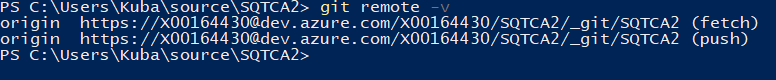 PS C:\Users\Kuba\source\SQTCA2> git remote -v
origin  https://X00164430@dev.azure.com/X00164430/SQTCA2/_git/SQTCA2 (fetch)
origin  https://X00164430@dev.azure.com/X00164430/SQTCA2/_git/SQTCA2 (push)
PS C:\Users\Kuba\source\SQTCA2>